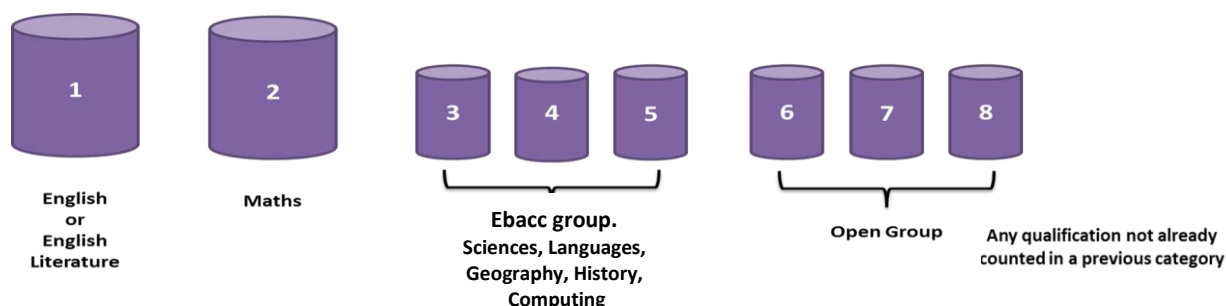 1
2
3
4
5
6
7
8
English
or
English
Literature
Maths
Ebacc group.
Sciences, Languages,
Geography, History,
Computing
Open Group
Any qualification not already
counted in a previous category